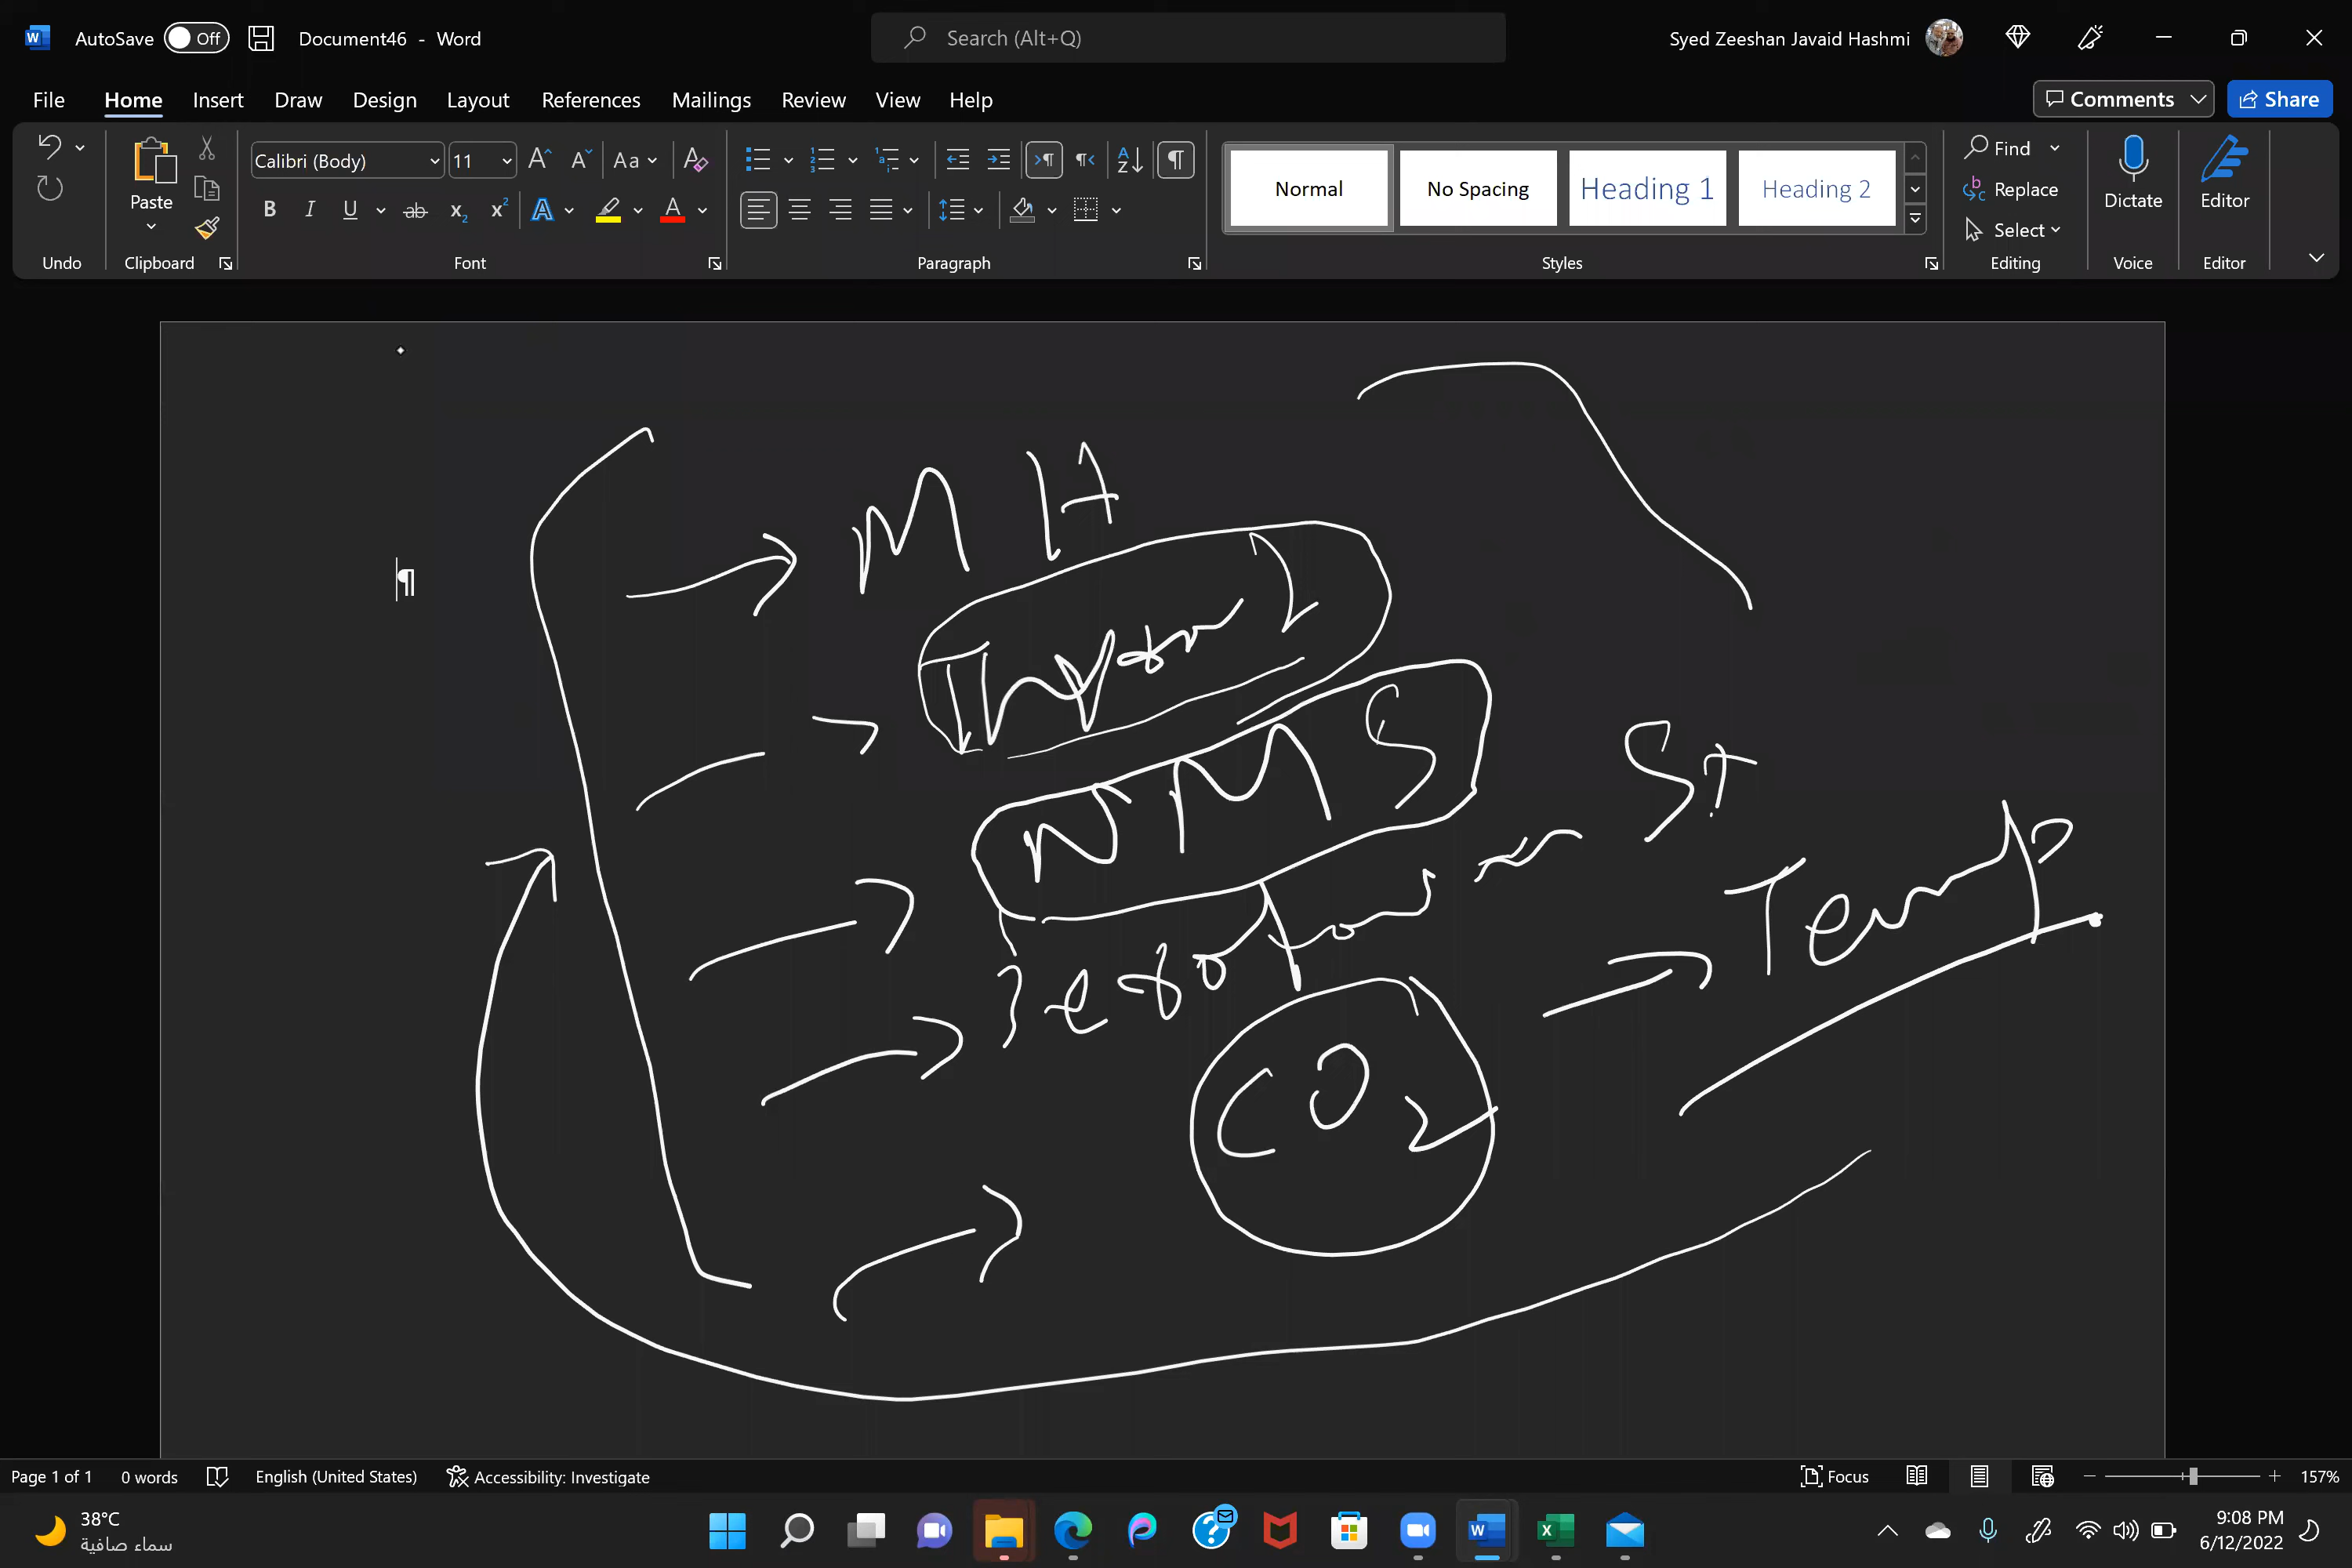 AutoSave Off Document46 - Word Search (Alt+Q) Syed Zeeshan Javaid Hashmi
File Home Insert Draw Design Layout References Mailings Review View Help Comments Share
Paste Calibri (Body) 11 Aa Normal No Spacing Heading 1 Heading 2 Find Replace Select Dictate Editor
Undo Clipboard Font Paragraph Styles Editing Voice Editor
MH
NMS
St
Temp
CO2
Page 1 of 1 0 words English (United States) Accessibility: Investigate Focus 157%
38°C
سماء صافية
9:08 PM
6/12/2022